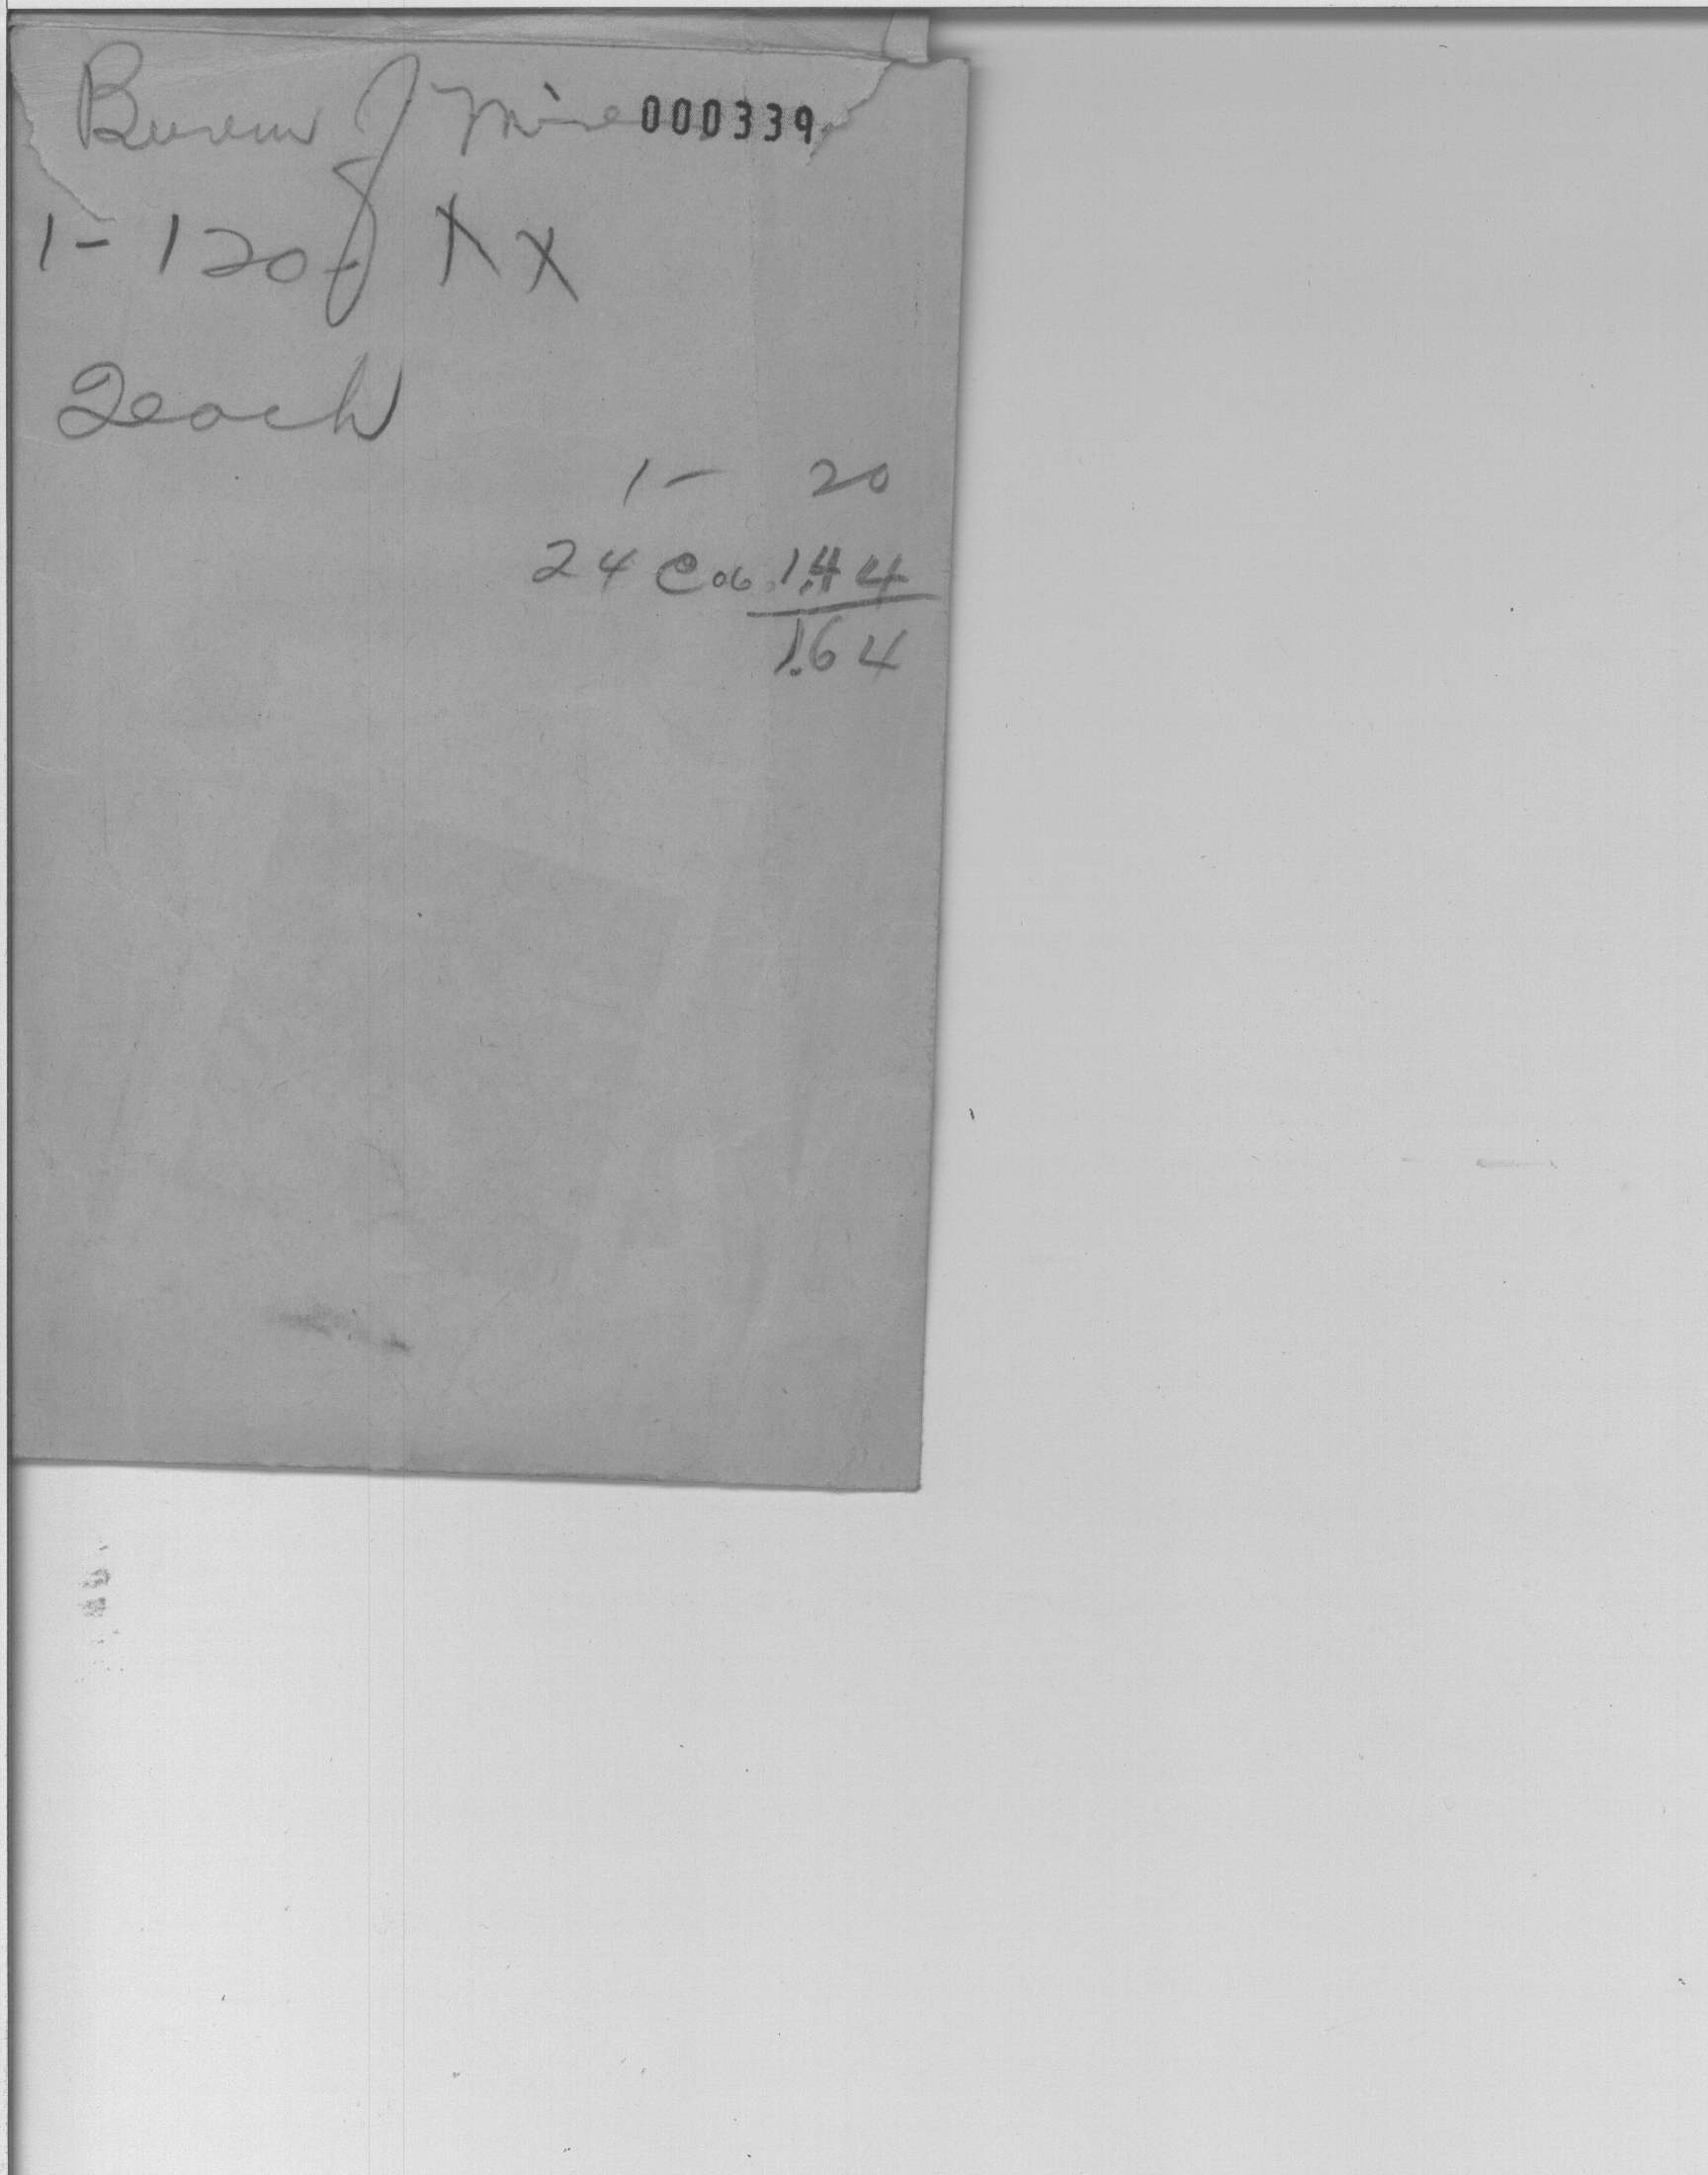 Bureau of Mine 000339
1- 120 XX
2 each
1- 20
24 C 06 1.44
1.64